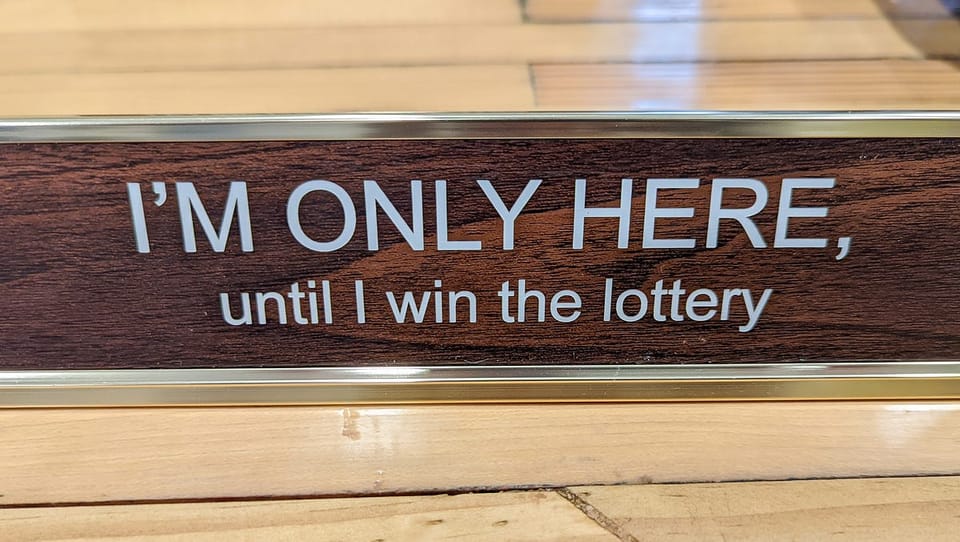 I’M ONLY HERE,
until I win the lottery